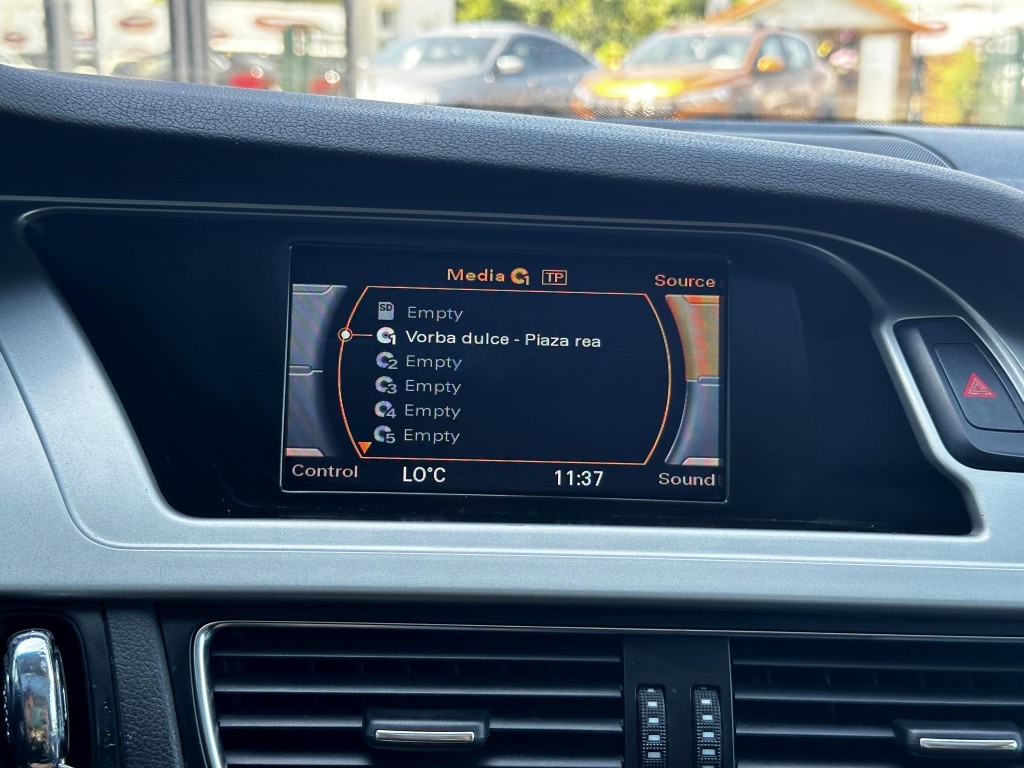 Media 1 TP
Source
SD Empty
1 Vorba dulce - Piaza rea
2 Empty
3 Empty
4 Empty
5 Empty
Control
LO°C
11:37
Sound